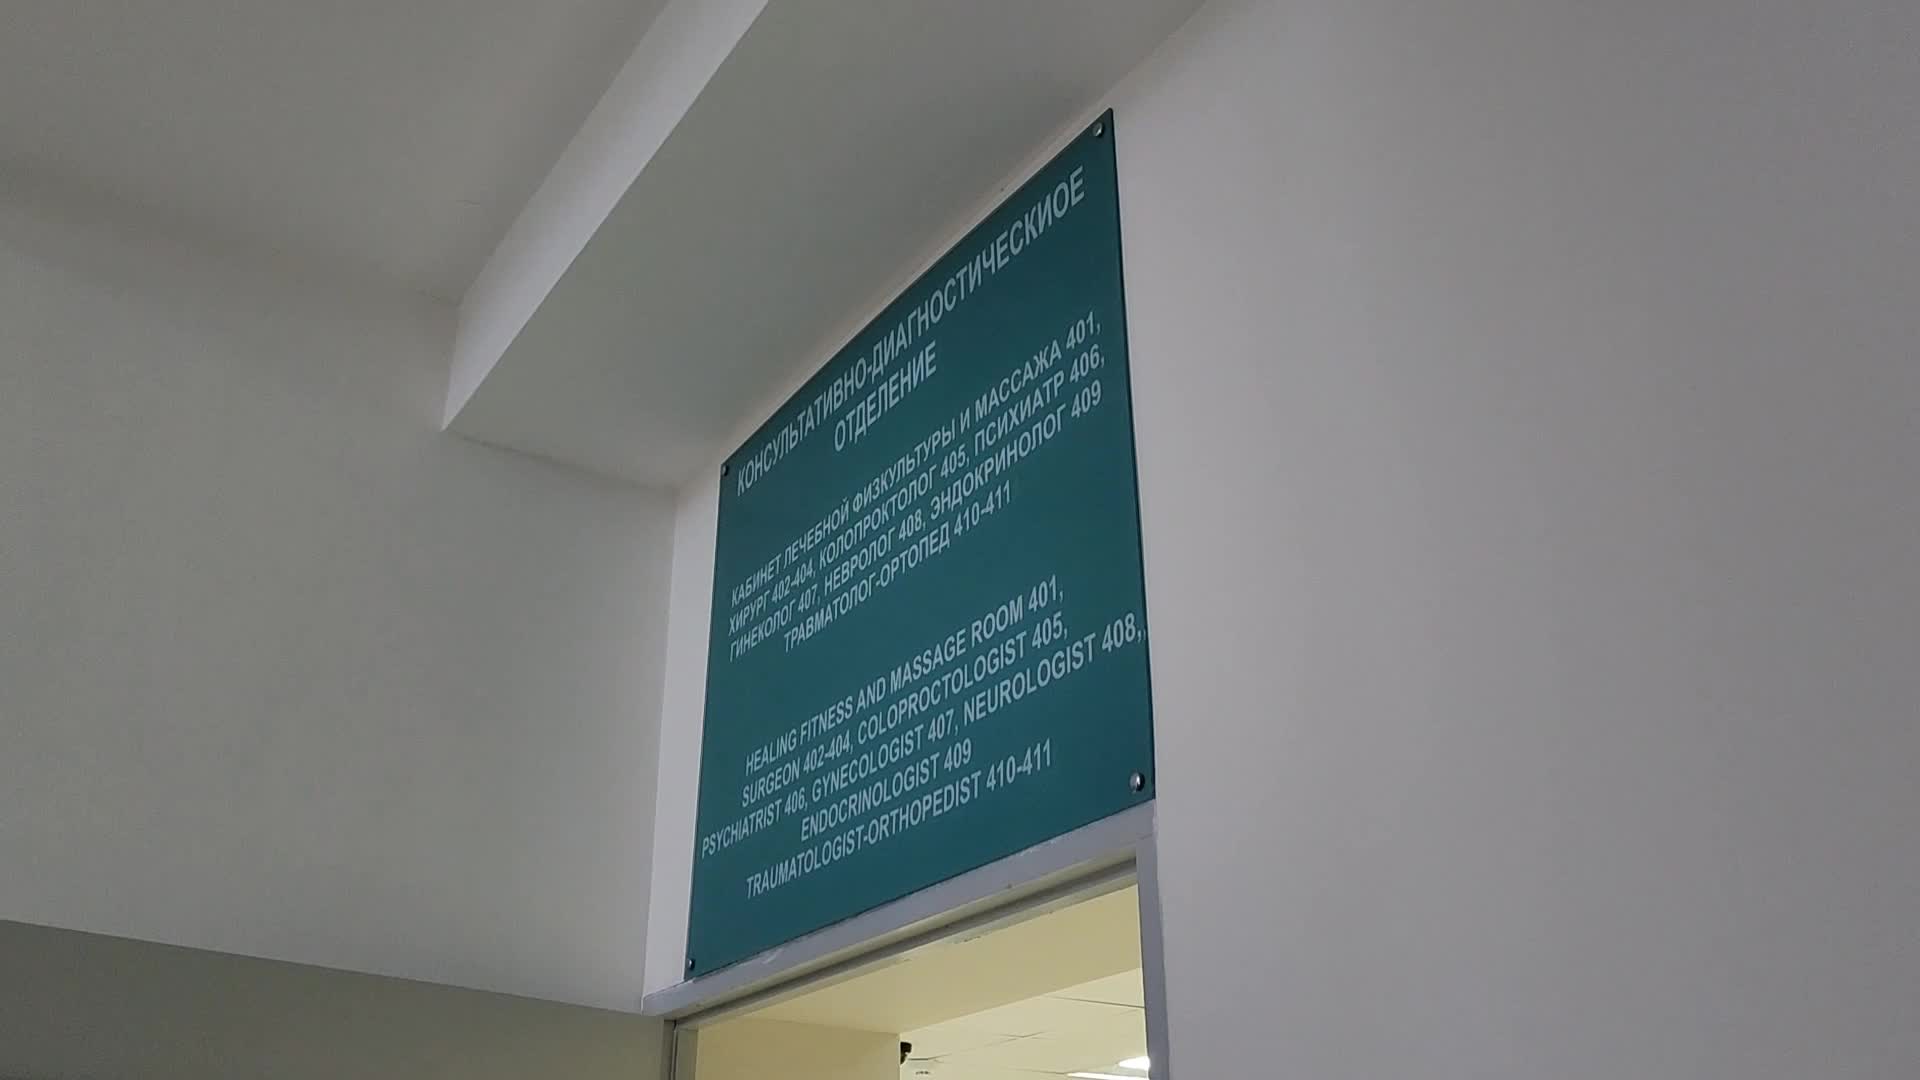 КОНСУЛЬТАТИВНО-ДИАГНОСТИЧЕСКИОЕ
ОТДЕЛЕНИЕ
КАБИНЕТ ЛЕЧЕБНОЙ ФИЗКУЛЬТУРЫ И МАССАЖА 401,
ХИРУРГ 402-404, КОЛОПРОКТОЛОГ 405, ПСИХИАТР 406,
ГИНЕКОЛОГ 407, НЕВРОЛОГ 408, ЭНДОКРИНОЛОГ 409
ТРАВМАТОЛОГ-ОРТОПЕД 410-411
HEALING FITNESS AND MASSAGE ROOM 401,
SURGEON 402-404, COLOPROCTOLOGIST 405,
PSYCHIATRIST 406, GYNECOLOGIST 407, NEUROLOGIST 408,
ENDOCRINOLOGIST 409
TRAUMATOLOGIST-ORTHOPEDIST 410-411